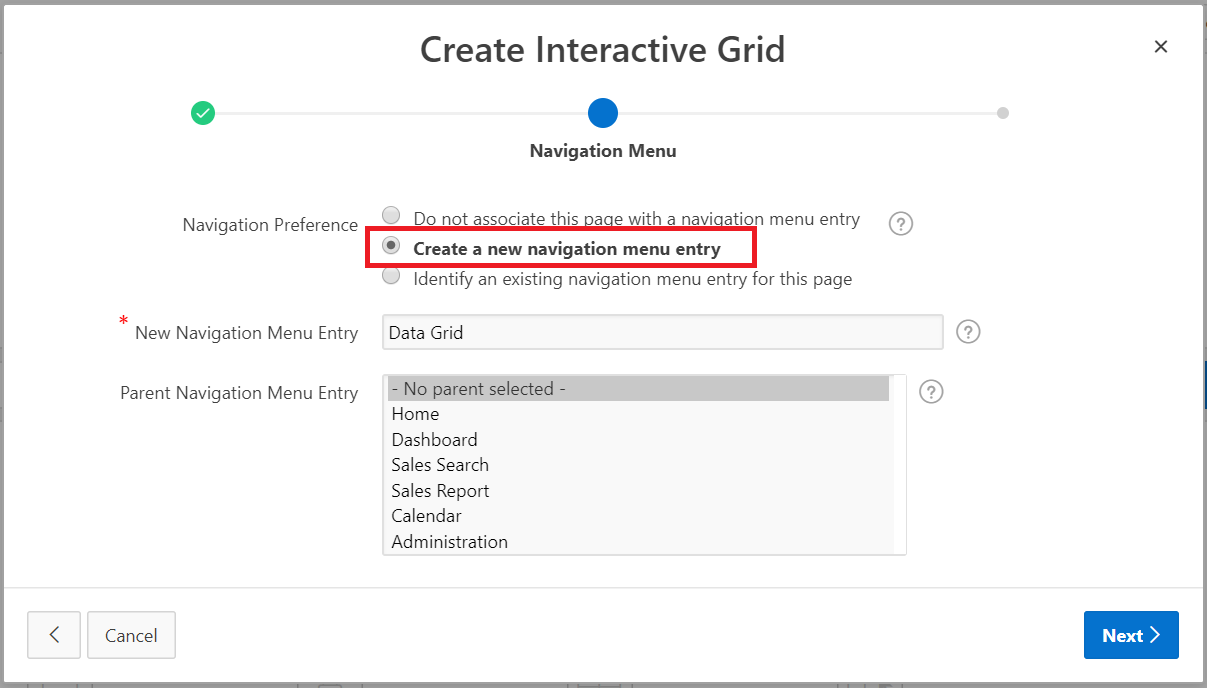 Create Interactive Grid
Navigation Menu
Navigation Preference
Do not associate this page with a navigation menu entry
?
Create a new navigation menu entry
Identify an existing navigation menu entry for this page
* New Navigation Menu Entry
Data Grid
?
Parent Navigation Menu Entry
- No parent selected -
?
Home
Dashboard
Sales Search
Sales Report
Calendar
Administration
Cancel
Next